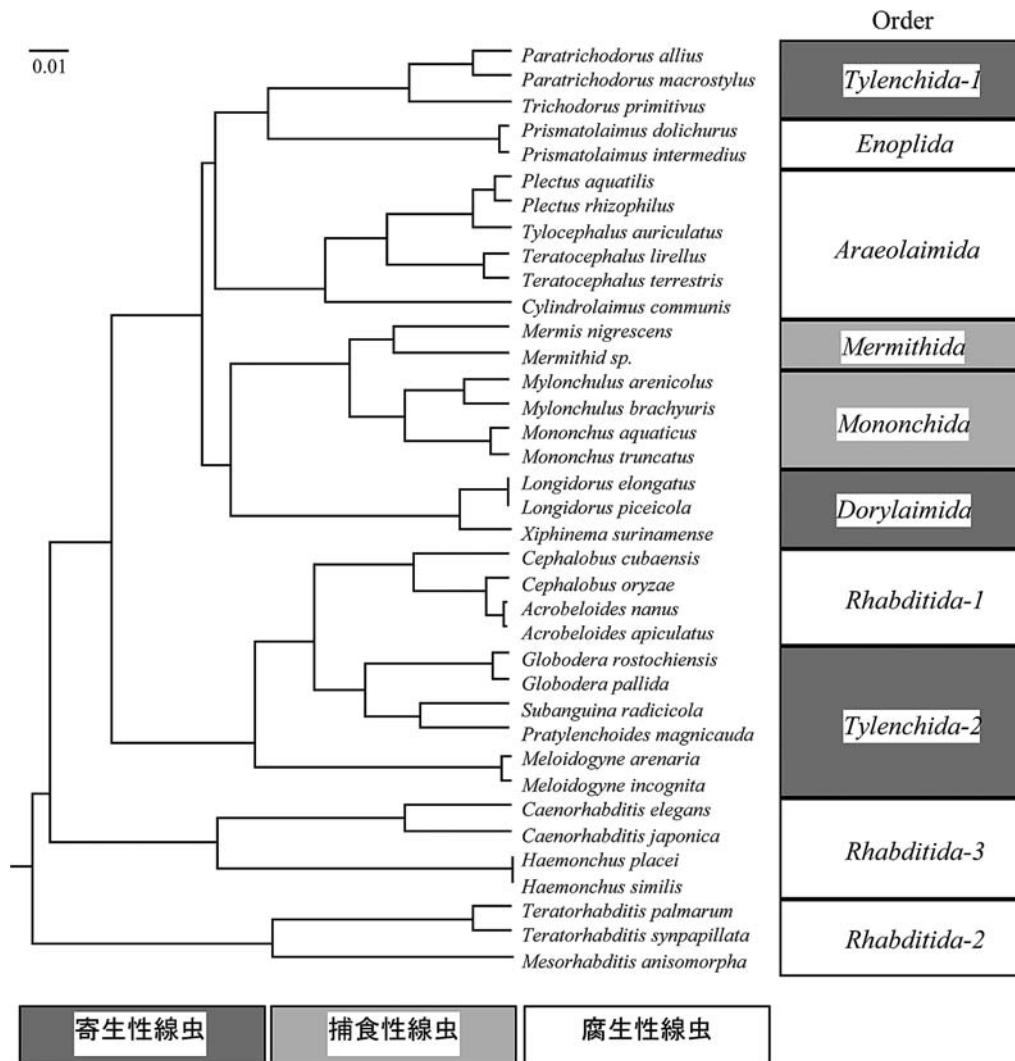 Order
0.01
Paratrichodorus allius
Paratrichodorus macrostylus
Trichodorus primitivus
Tylenchida-1
Prismatolaimus dolichurus
Prismatolaimus intermedius
Enoplida
Plectus aquatilis
Plectus rhizophilus
Tylocephalus auriculatus
Teratocephalus lirellus
Teratocephalus terrestris
Cylindrolaimus communis
Araeolaimida
Mermis nigrescens
Mermithid sp.
Mermithida
Mylonchulus arenicolus
Mylonchulus brachyuris
Mononchus aquaticus
Mononchus truncatus
Mononchida
Longidorus elongatus
Longidorus piceicola
Xiphinema surinamense
Dorylaimida
Cephalobus cubaensis
Cephalobus oryzae
Acrobeloides nanus
Acrobeloides apiculatus
Rhabditida-1
Globodera rostochiensis
Globodera pallida
Subanguina radicicola
Pratylenchoides magnicauda
Meloidogyne arenaria
Meloidogyne incognita
Tylenchida-2
Caenorhabditis elegans
Caenorhabditis japonica
Haemonchus placei
Haemonchus similis
Rhabditida-3
Teratorhabditis palmarum
Teratorhabditis synpapillata
Mesorhabditis anisomorpha
Rhabditida-2
寄生性線虫
捕食性線虫
腐生性線虫